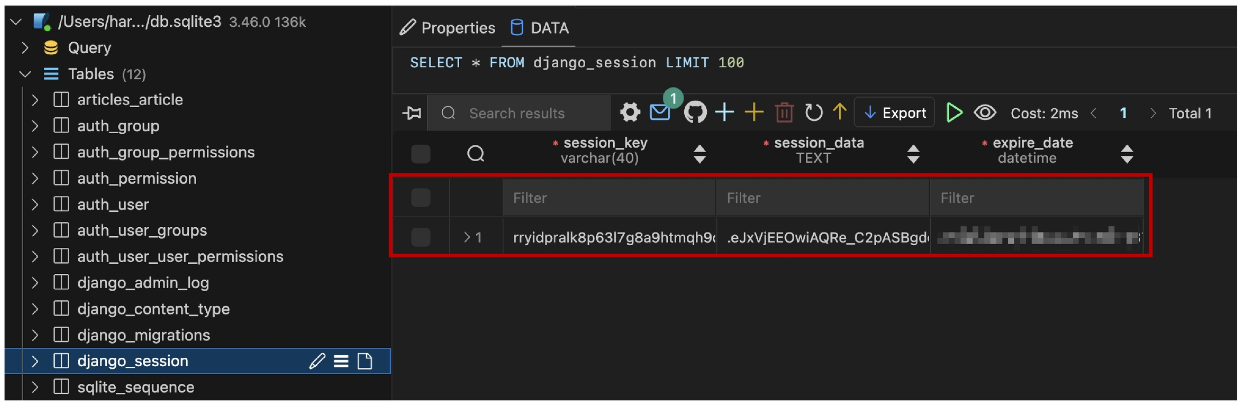 /Users/har.../db.sqlite3 3.46.0 136k
Query
Tables (12)
articles_article
auth_group
auth_group_permissions
auth_permission
auth_user
auth_user_groups
auth_user_user_permissions
django_admin_log
django_content_type
django_migrations
django_session
sqlite_sequence
Properties DATA
SELECT * FROM django_session LIMIT 100
Search results 1 Export Cost: 2ms 1 Total 1
* session_key * session_data * expire_date
varchar(40) TEXT datetime
Filter Filter Filter
1 rryidpralk8p63l7g8a9htmqh9 .eJxVjEEOwiAQRe_C2pASBgd